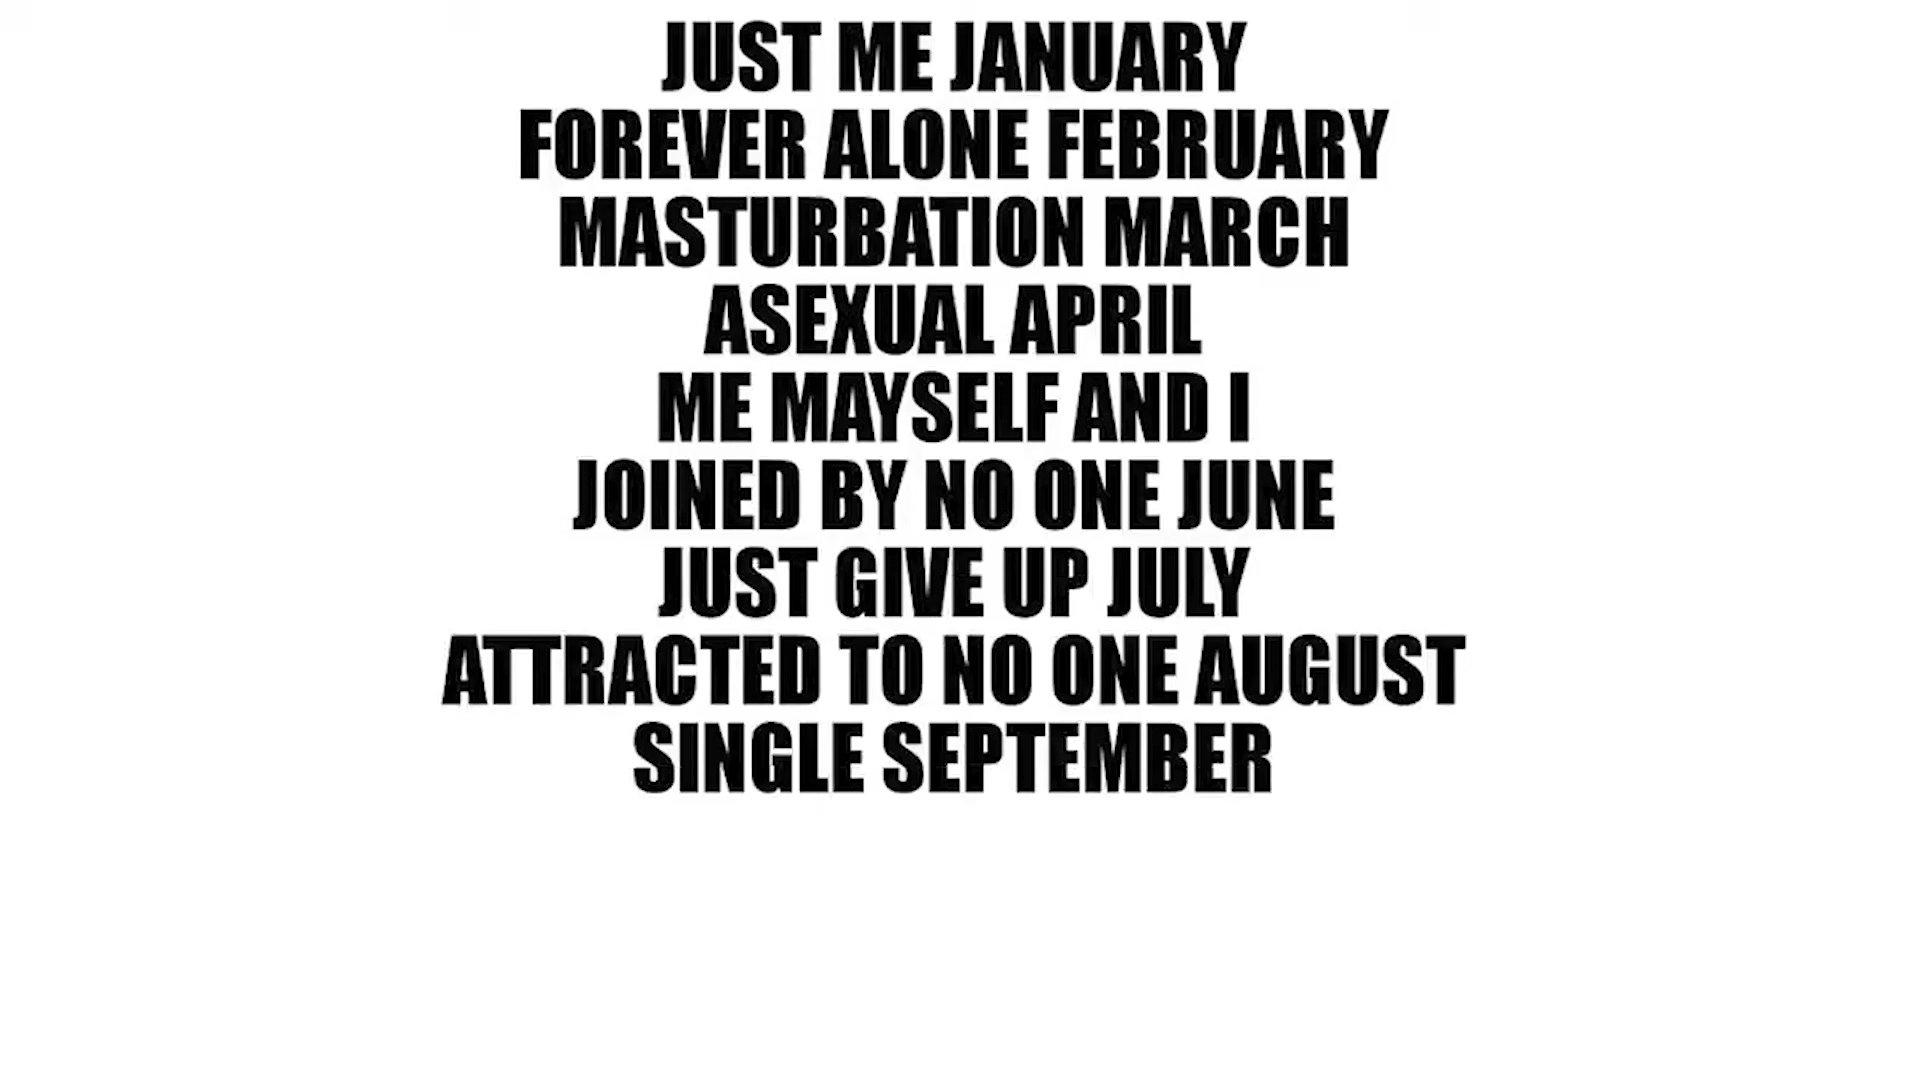 JUST ME JANUARY
FOREVER ALONE FEBRUARY
MASTURBATION MARCH
ASEXUAL APRIL
ME MAYSELF AND I
JOINED BY NO ONE JUNE
JUST GIVE UP JULY
ATTRACTED TO NO ONE AUGUST
SINGLE SEPTEMBER